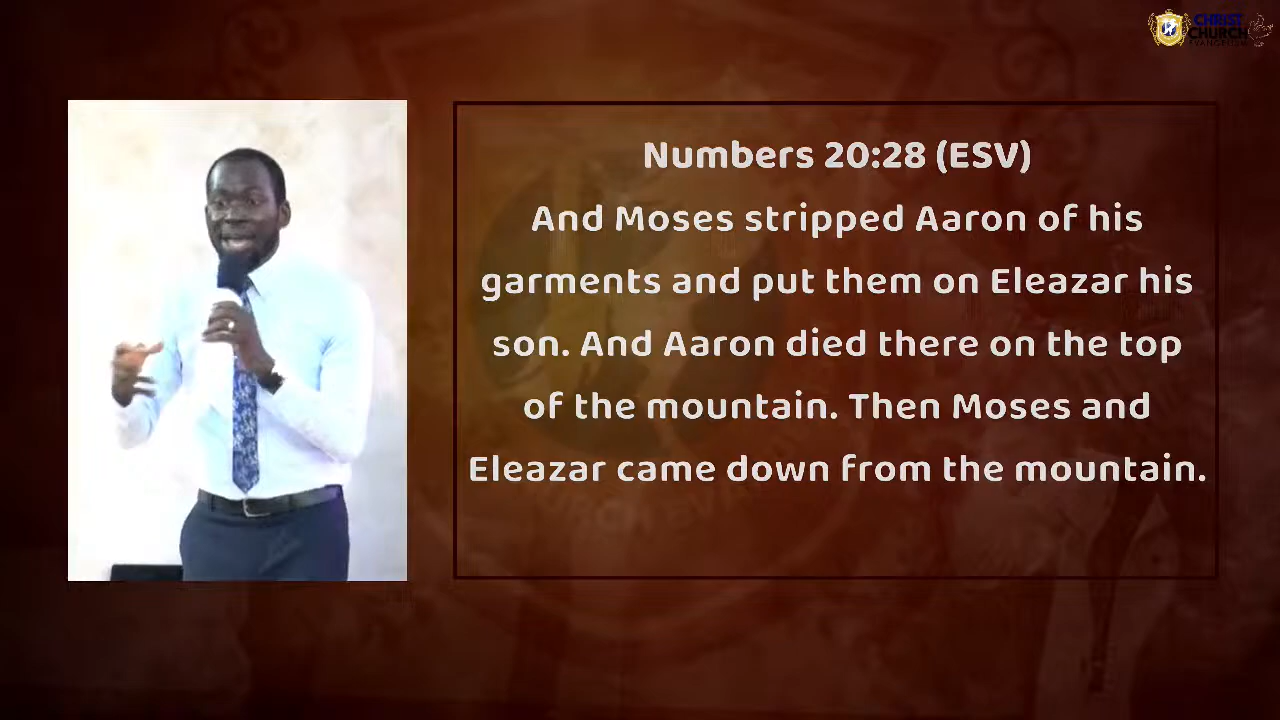 CHRIST
CHURCH
EVANGELISM
Numbers 20:28 (ESV)
And Moses stripped Aaron of his
garments and put them on Eleazar his
son. And Aaron died there on the top
of the mountain. Then Moses and
Eleazar came down from the mountain.